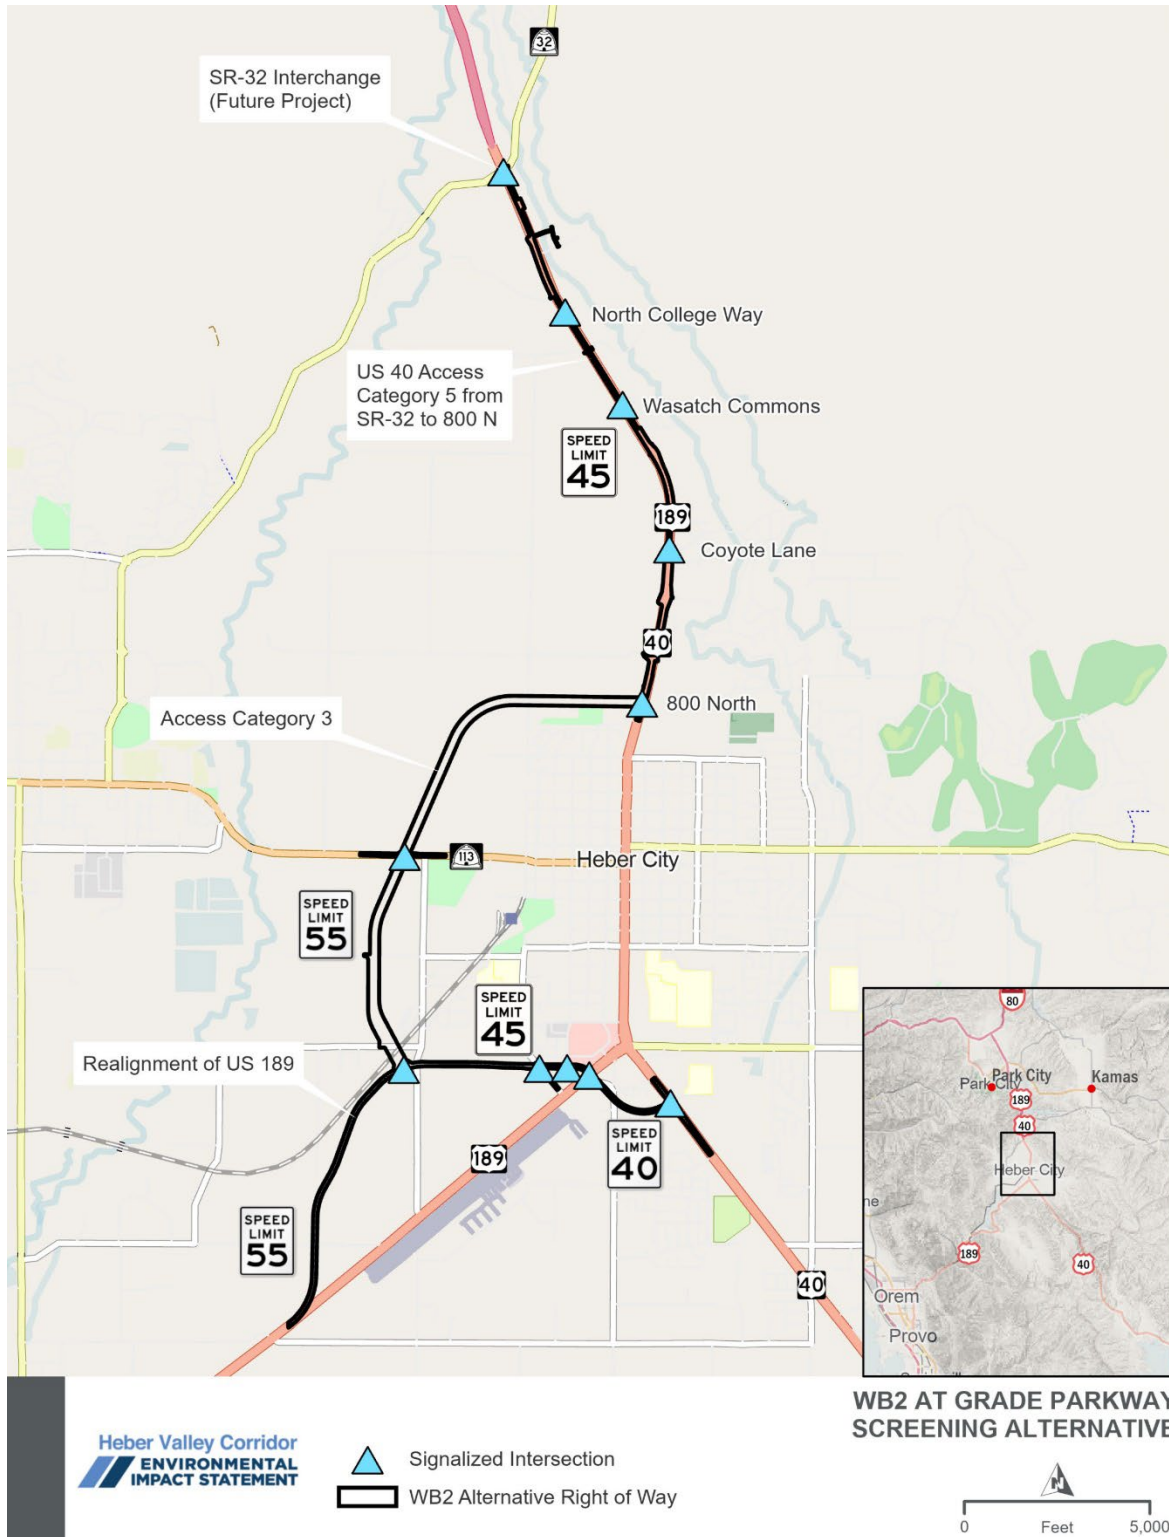 32
SR-32 Interchange
(Future Project)
North College Way
US 40 Access
Category 5 from
SR-32 to 800 N
Wasatch Commons
SPEED
LIMIT
45
189
Coyote Lane
40
800 North
Access Category 3
113
Heber City
SPEED
LIMIT
55
SPEED
LIMIT
45
Realignment of US 189
SPEED
LIMIT
40
189
SPEED
LIMIT
55
40
80
Park City
Park City
Kamas
189
40
Heber City
189
40
Orem
Provo
WB2 AT GRADE PARKWAY
SCREENING ALTERNATIVE
Heber Valley Corridor
ENVIRONMENTAL
IMPACT STATEMENT
Signalized Intersection
WB2 Alternative Right of Way
N
0 Feet 5,000